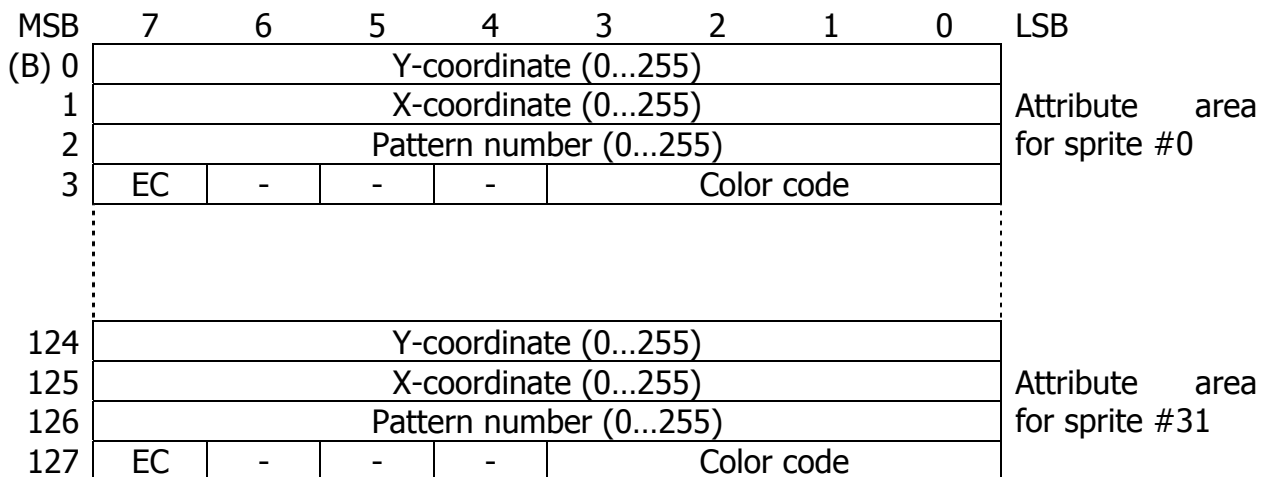 MSB 7 6 5 4 3 2 1 0 LSB
(B) 0 Y-coordinate (0…255)
1 X-coordinate (0…255) Attribute area
2 Pattern number (0…255) for sprite #0
3 EC - - - Color code
124 Y-coordinate (0…255)
125 X-coordinate (0…255) Attribute area
126 Pattern number (0…255) for sprite #31
127 EC - - - Color code